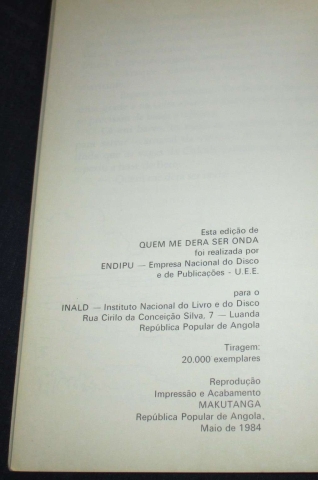 Esta edição de
QUEM ME DERA SER ONDA
foi realizada por
ENDIPU — Empresa Nacional do Disco
e de Publicações - U.E.E.
para o
INALD — Instituto Nacional do Livro e do Disco
Rua Cirilo da Conceição Silva, 7 — Luanda
República Popular de Angola
Tiragem:
20.000 exemplares
Reprodução
Impressão e Acabamento
MAKUTANGA
República Popular de Angola,
Maio de 1984